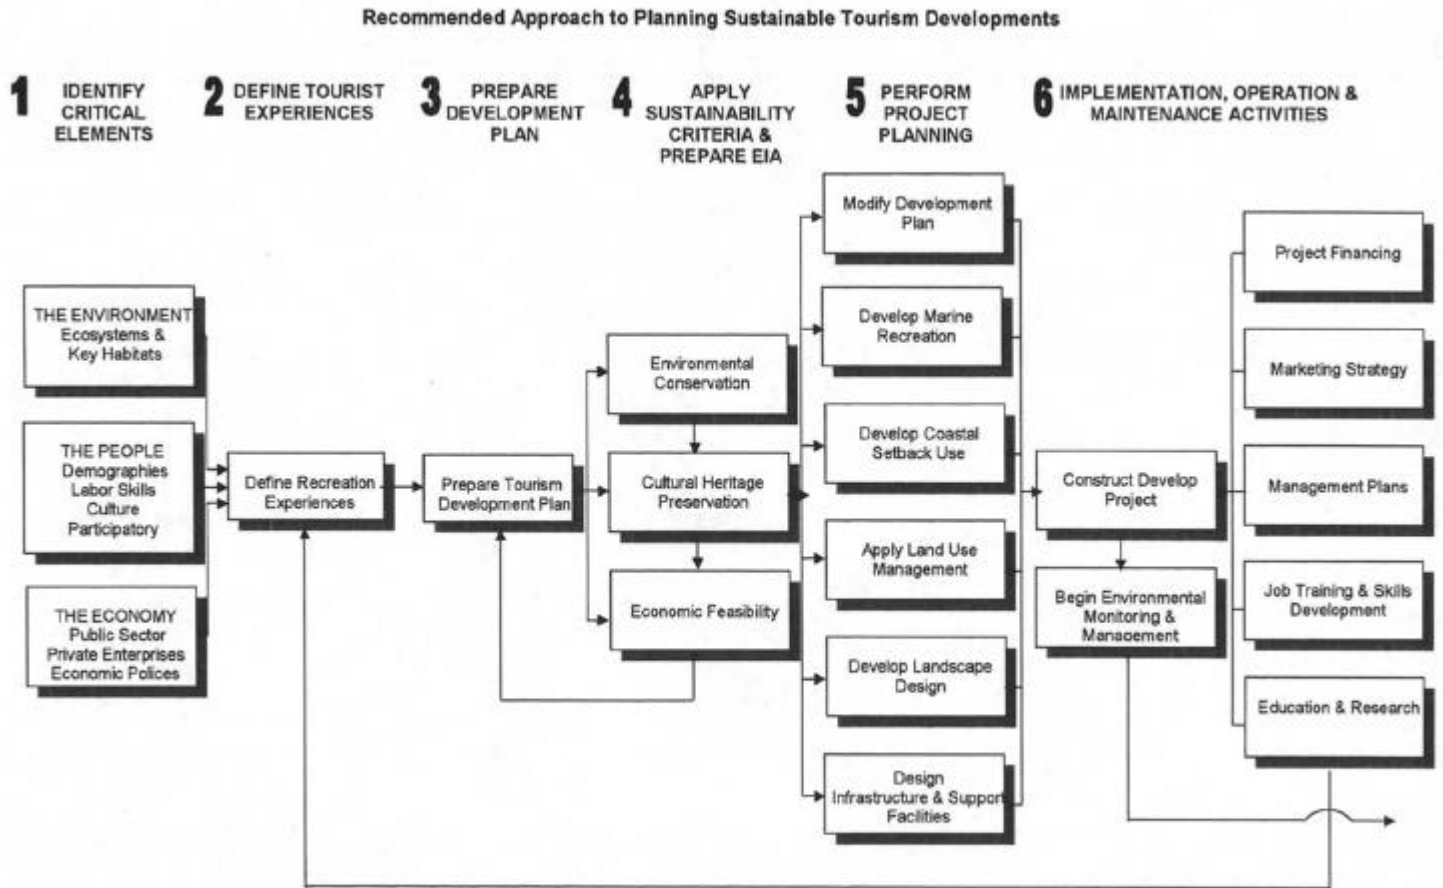 Recommended Approach to Planning Sustainable Tourism Developments
1 IDENTIFY
CRITICAL
ELEMENTS
2 DEFINE TOURIST
EXPERIENCES
3 PREPARE
DEVELOPMENT
PLAN
4 APPLY
SUSTAINABILITY
CRITERIA &
PREPARE EIA
5 PERFORM
PROJECT
PLANNING
6 IMPLEMENTATION, OPERATION &
MAINTENANCE ACTIVITIES
THE ENVIRONMENT
Ecosystems &
Key Habitats
THE PEOPLE
Demographies
Labor Skills
Culture
Participatory
THE ECONOMY
Public Sector
Private Enterprises
Economic Polices
Define Recreation
Experiences
Prepare Tourism
Development Plan
Environmental
Conservation
Cultural Heritage
Preservation
Economic Feasibility
Modify Development
Plan
Develop Marine
Recreation
Develop Coastal
Setback Use
Apply Land Use
Management
Develop Landscape
Design
Design
Infrastructure & Support
Facilities
Construct Develop
Project
Begin Environmental
Monitoring &
Management
Project Financing
Marketing Strategy
Management Plans
Job Training & Skills
Development
Education & Research